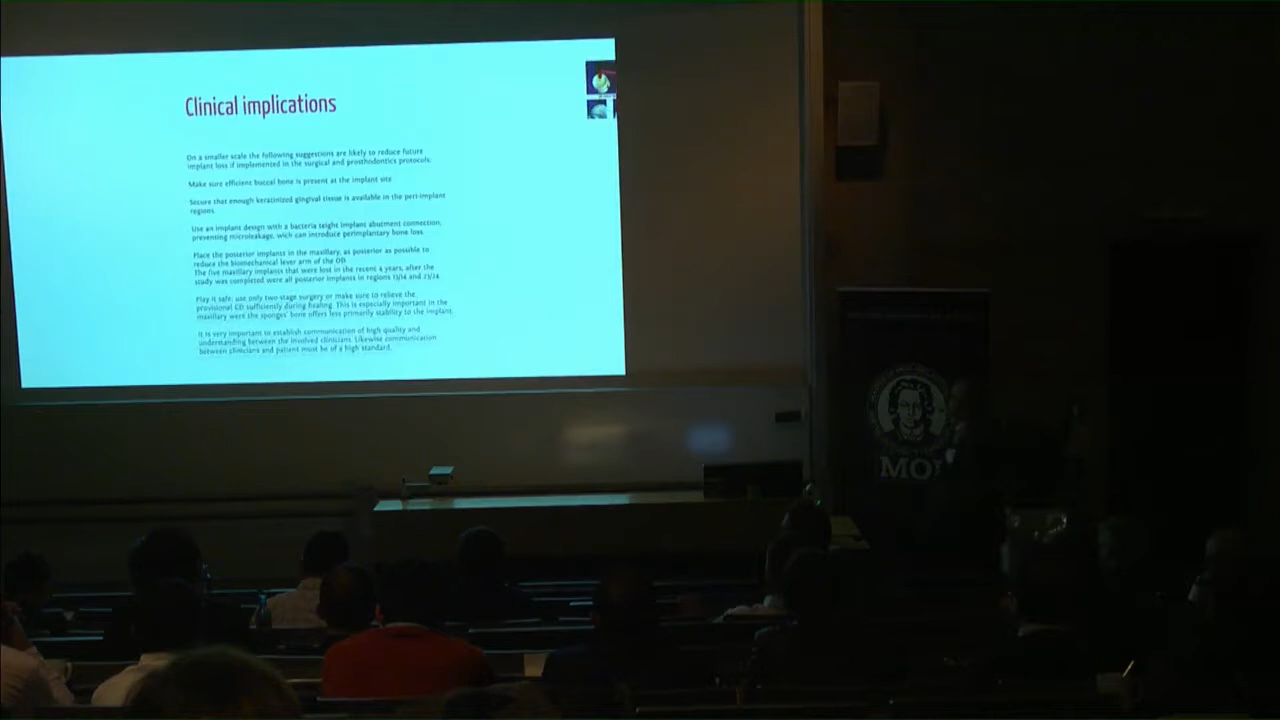 Clinical implications
On a smaller scale the following suggestions are likely to reduce future
implant loss if implemented in the surgical and prosthodontics protocols.
Make sure efficient buccal bone is present at the implant site
Secure that enough keratinized gingival tissue is available in the peri-implant
regions.
Use an implant design with a bacteria teight implant abutment connection,
preventing microleakage, wich can introduce periimplantary bone loss.
Place the posterior implants in the maxillary, as posterior as possible to
reduce the biomechanical lever arm of the OD
The five maxillary implants that were lost in the recent 4 years, after the
study was completed were all posterior implants in regions 13/14 and 23/24
Play it safe: use only two-stage surgery or make sure to relieve the
provisional CD sufficiently during healing. This is especially important in the
maxillary were the sponges' bone offers less primarily stability to the implant.
It is very important to establish communication of high quality and
understanding between the involved clinicians. Likewise communication
between clinicians and patient must be of a high standard.